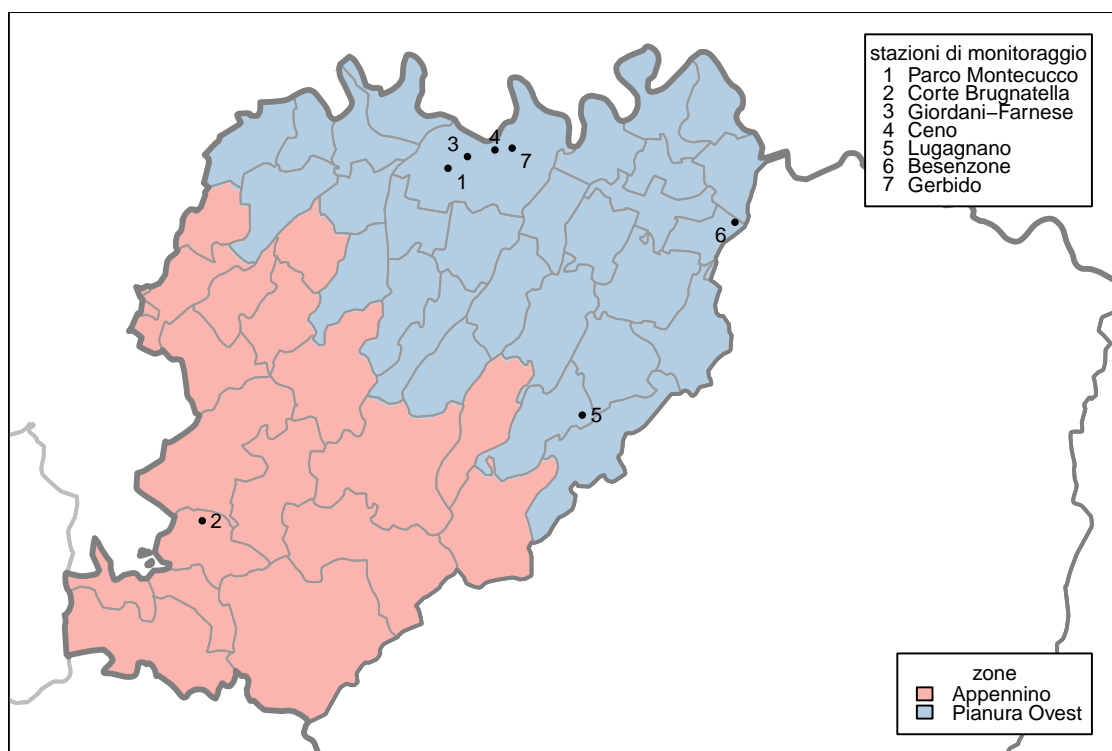 stazioni di monitoraggio
1 Parco Montecucco
2 Corte Brugnatella
3 Giordani−Farnese
4 Ceno
5 Lugagnano
6 Besenzone
7 Gerbido
4
3
7
1
6
5
2
zone
Appennino
Pianura Ovest